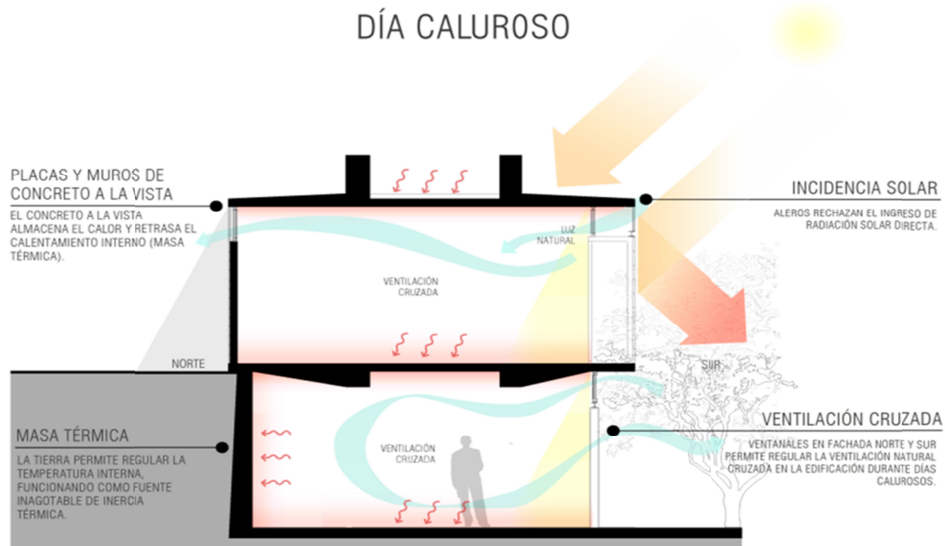 DÍA CALUROSO
PLACAS Y MUROS DE
CONCRETO A LA VISTA
EL CONCRETO A LA VISTA
ALMACENA EL CALOR Y RETRASA EL
CALENTAMIENTO INTERNO (MASA
TÉRMICA).
INCIDENCIA SOLAR
ALEROS RECHAZAN EL INGRESO DE
RADIACIÓN SOLAR DIRECTA.
LUZ
NATURAL
VENTILACIÓN
CRUZADA
NORTE
SUR
MASA TÉRMICA
LA TIERRA PERMITE REGULAR LA
TEMPERATURA INTERNA,
FUNCIONANDO COMO FUENTE
INAGOTABLE DE INERCIA
TÉRMICA.
VENTILACIÓN
CRUZADA
VENTILACIÓN CRUZADA
VENTANALES EN FACHADA NORTE Y SUR
PERMITE REGULAR LA VENTILACIÓN NATURAL
CRUZADA EN LA EDIFICACIÓN DURANTE DÍAS
CALUROSOS.